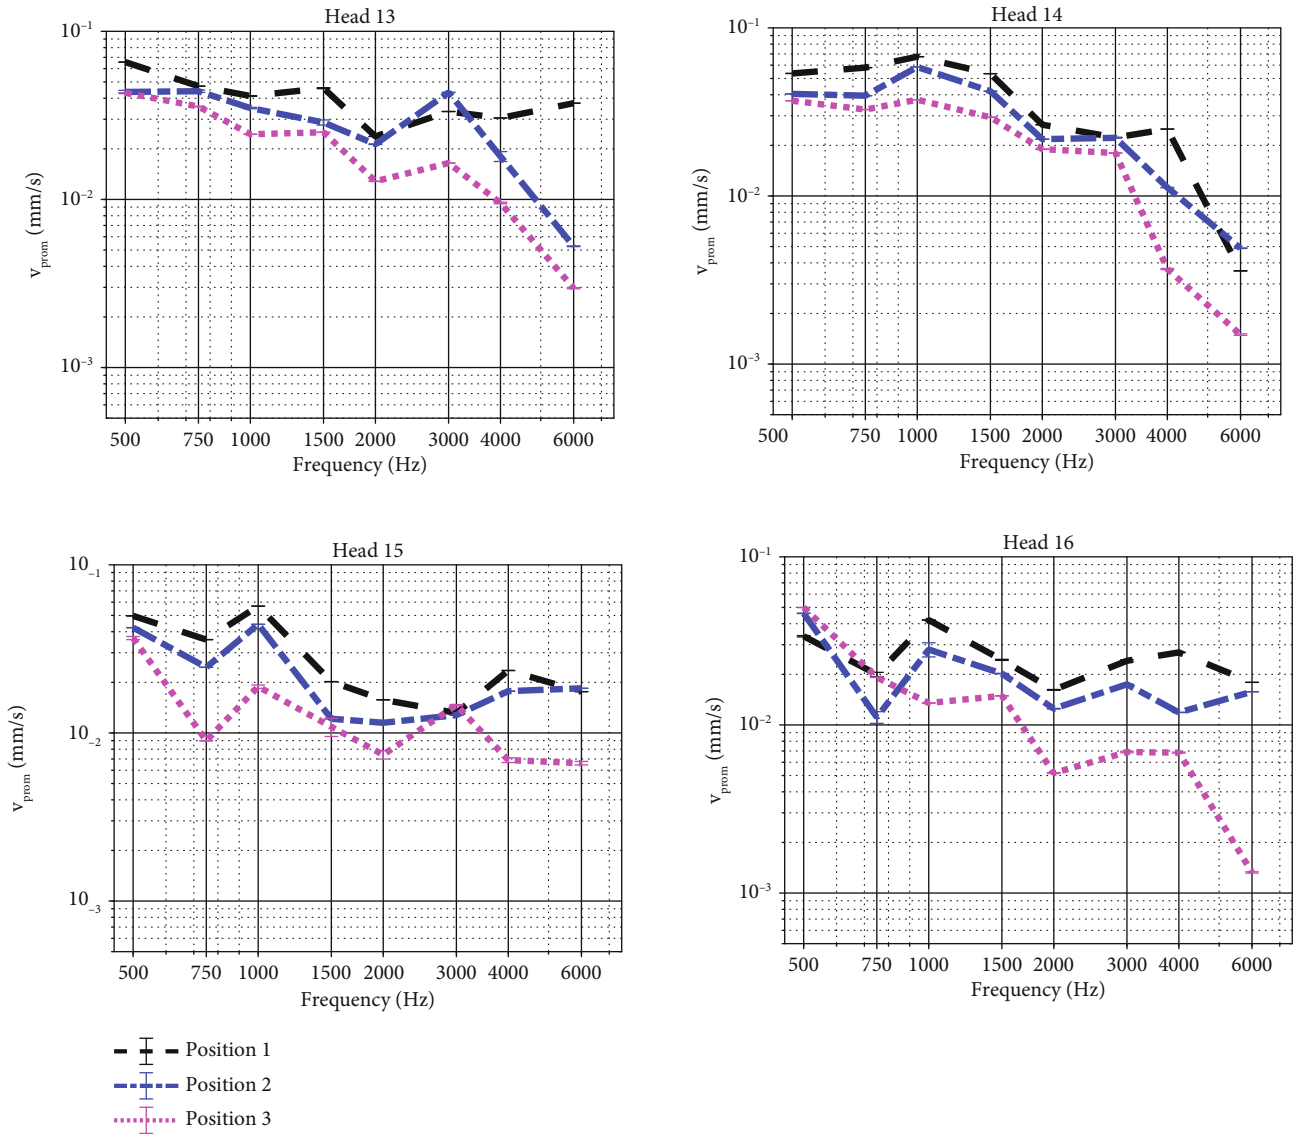 Head 13
10⁻¹
10⁻²
10⁻³
v_prom (mm/s)
500 750 1000 1500 2000 3000 4000 6000
Frequency (Hz)
Head 14
10⁻¹
10⁻²
10⁻³
v_prom (mm/s)
500 750 1000 1500 2000 3000 4000 6000
Frequency (Hz)
Head 15
10₋₁
10₋₂
10₋₃
v_prom (mm/s)
500 750 1000 1500 2000 3000 4000 6000
Frequency (Hz)
Head 16
10⁻¹
10⁻²
10⁻³
v_prom (mm/s)
500 750 1000 1500 2000 3000 4000 6000
Frequency (Hz)
Position 1
Position 2
Position 3